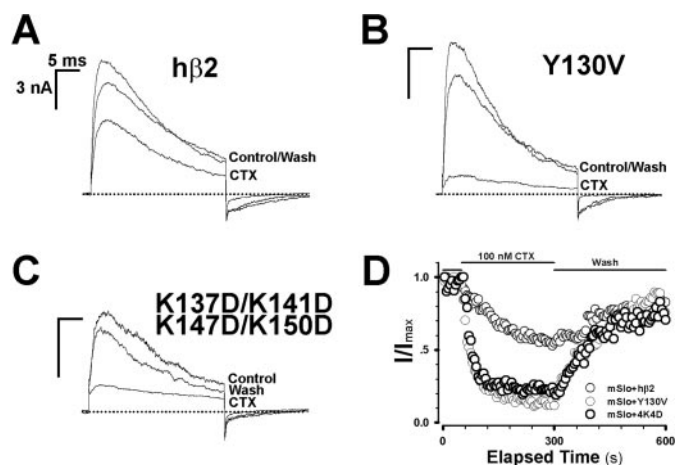 A
5 ms
3 nA
hβ2
Control/Wash
CTX
B
Y130V
Control/Wash
CTX
C
K137D/K141D
K147D/K150D
Control
Wash
CTX
D
100 nM CTX
Wash
I/Imax
1.0
.5
0.0
mSlo+hβ2
mSlo+Y130V
mSlo+4K4D
0
300
600
Elapsed Time (s)